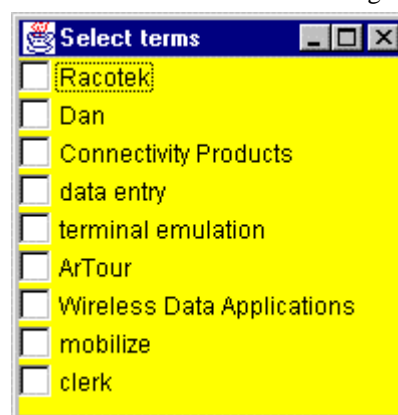 Select terms
Racotek
Dan
Connectivity Products
data entry
terminal emulation
ArTour
Wireless Data Applications
mobilize
clerk